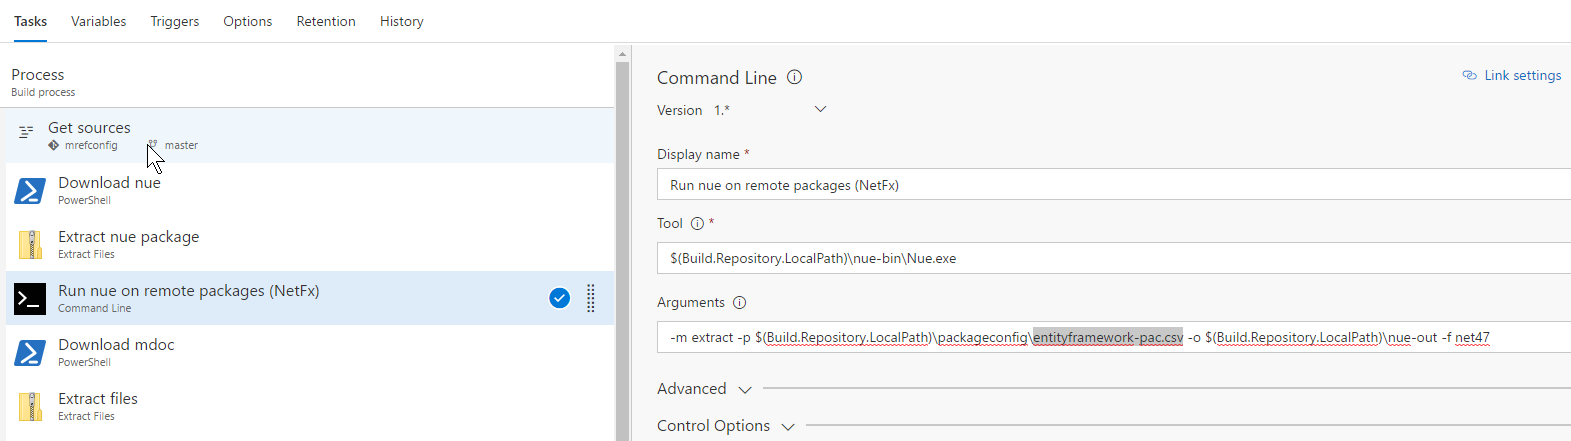 Tasks Variables Triggers Options Retention History
Process
Build process
Get sources
mrefconfig master
Download nue
PowerShell
Extract nue package
Extract Files
Run nue on remote packages (NetFx)
Command Line
Download mdoc
PowerShell
Extract files
Extract Files
Command Line
Link settings
Version 1.*
Display name *
Run nue on remote packages (NetFx)
Tool *
$(Build.Repository.LocalPath)\nue-bin\Nue.exe
Arguments
-m extract -p $(Build.Repository.LocalPath)\packageconfig\entityframework-pac.csv -o $(Build.Repository.LocalPath)\nue-out -f net47
Advanced
Control Options